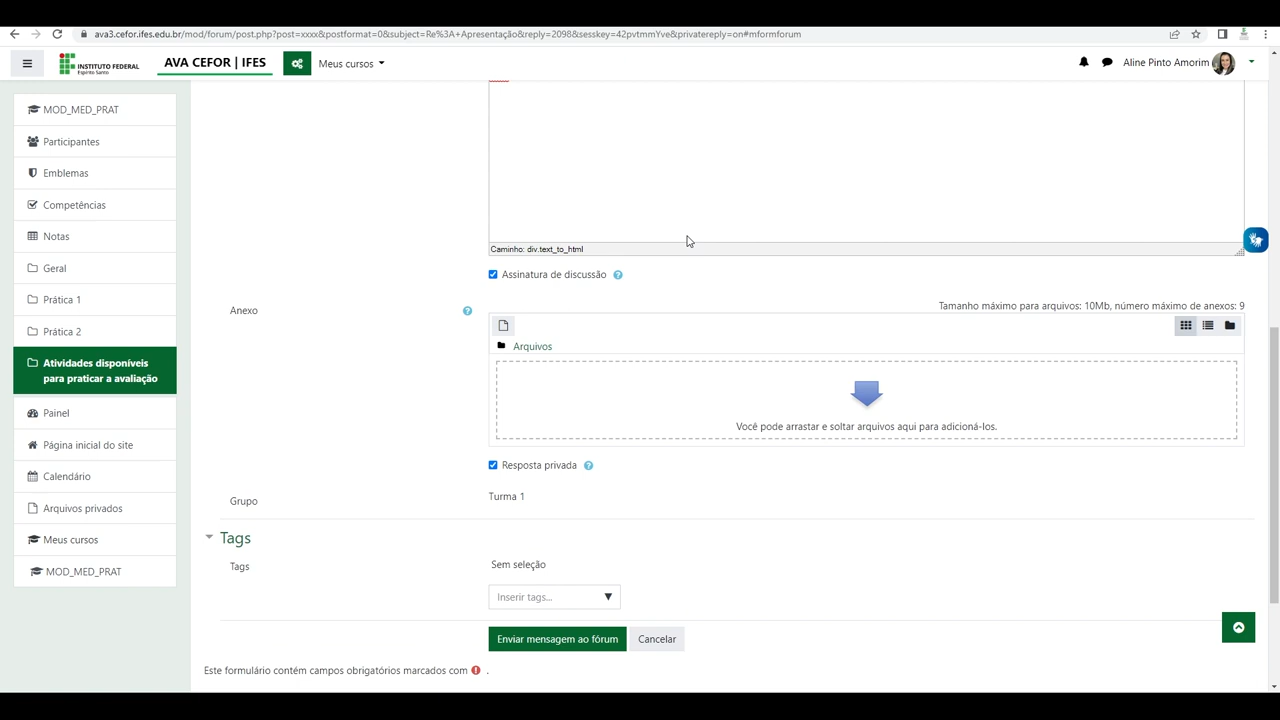 ava3.cefor.ifes.edu.br/mod/forum/post.php?post=xxxx&postformat=0&subject=Re%3A+Apresentação&reply=2098&sesskey=42pvtmmYve&privatereply=on#mformforum
INSTITUTO FEDERAL
Espírito Santo
AVA CEFOR | IFES
Meus cursos
Aline Pinto Amorim
MOD_MED_PRAT
Participantes
Emblemas
Competências
Notas
Geral
Prática 1
Prática 2
Atividades disponíveis
para praticar a avaliação
Painel
Página inicial do site
Calendário
Arquivos privados
Meus cursos
MOD_MED_PRAT
Caminho: div.text_to_html
Assinatura de discussão
Anexo
Tamanho máximo para arquivos: 10Mb, número máximo de anexos: 9
Arquivos
Você pode arrastar e soltar arquivos aqui para adicioná-los.
Resposta privada
Grupo
Turma 1
Tags
Tags
Sem seleção
Inserir tags...
Enviar mensagem ao fórum
Cancelar
Este formulário contém campos obrigatórios marcados com .